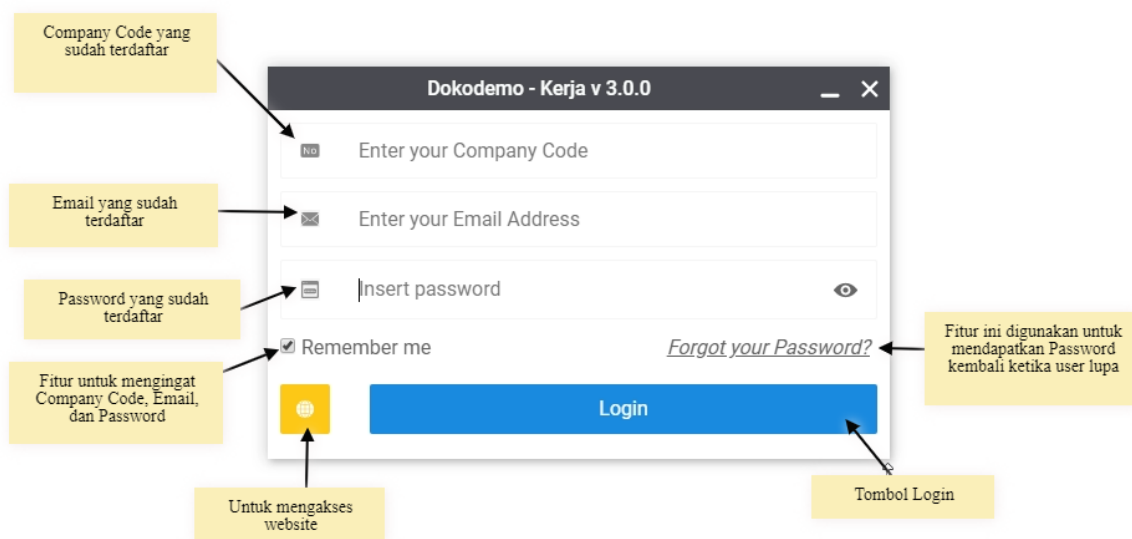 Company Code yang
sudah terdaftar
Dokodemo - Kerja v 3.0.0
No
Enter your Company Code
Email yang sudah
terdaftar
Enter your Email Address
Password yang sudah
terdaftar
Insert password
Remember me
Forgot your Password?
Fitur ini digunakan untuk
mendapatkan Password
kembali ketika user lupa
Fitur untuk mengingat
Company Code, Email,
dan Password
Login
Untuk mengakses
website
Tombol Login